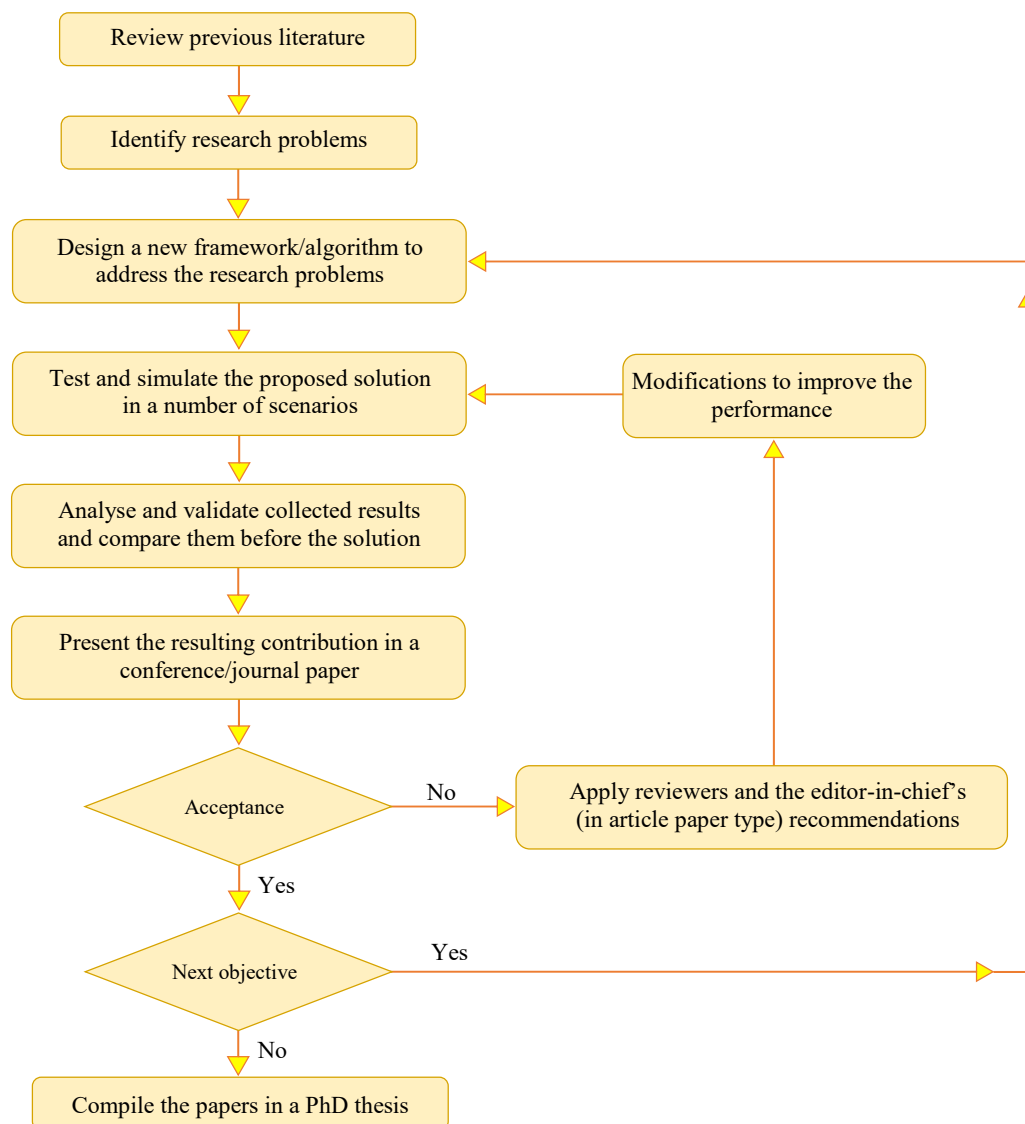 Review previous literature
Identify research problems
Design a new framework/algorithm to
address the research problems
Test and simulate the proposed solution
in a number of scenarios
Modifications to improve the
performance
Analyse and validate collected results
and compare them before the solution
Present the resulting contribution in a
conference/journal paper
Acceptance
No
Apply reviewers and the editor-in-chief's
(in article paper type) recommendations
Yes
Next objective
Yes
No
Compile the papers in a PhD thesis